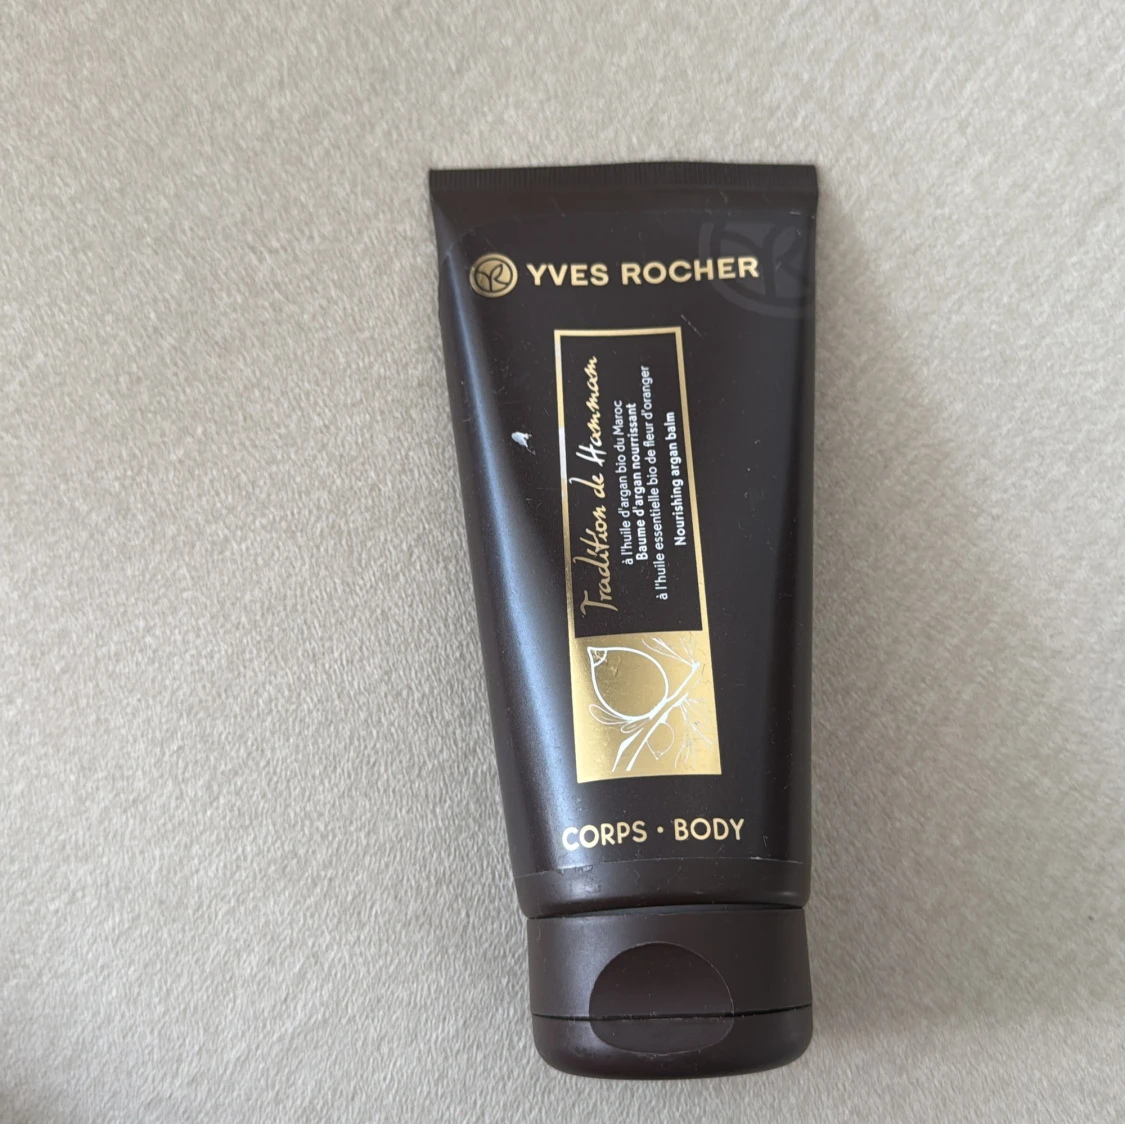 YVES ROCHER
Tradition de Hammam
à l'huile d'argan bio du Maroc
Baume d'argan nourrissant
à l'huile essentielle bio de fleur d'oranger
Nourishing argan balm
CORPS • BODY